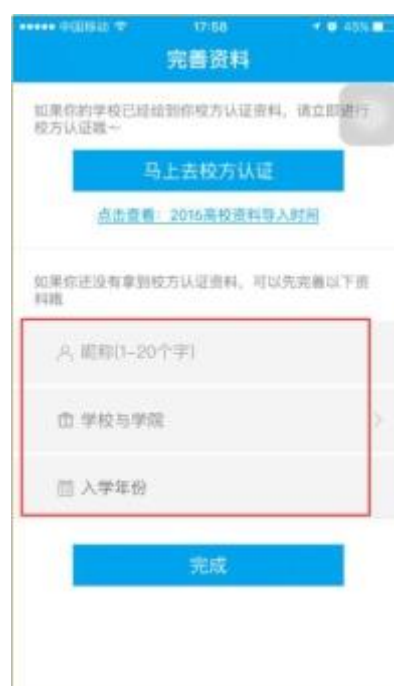 中国移动 17:58 45%
完善资料
如果你的学校已经给到你校方认证资料，请立即进行
校方认证哦~
马上去校方认证
点击查看：2016高校资料导入时间
如果你还没有拿到校方认证资料，可以先完善以下资
料哦
昵称(1-20个字)
学校与学院
入学年份
完成